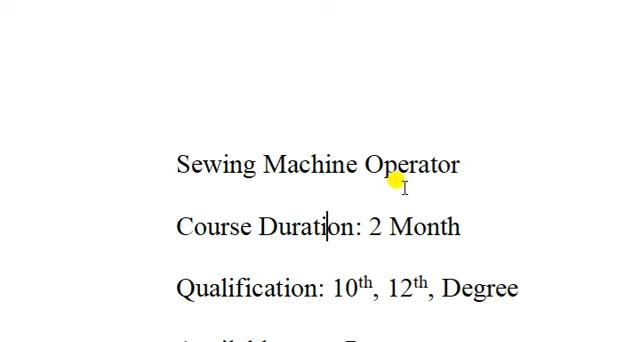 Sewing Machine Operator
Course Duration: 2 Month
Qualification: 10th, 12th, Degree